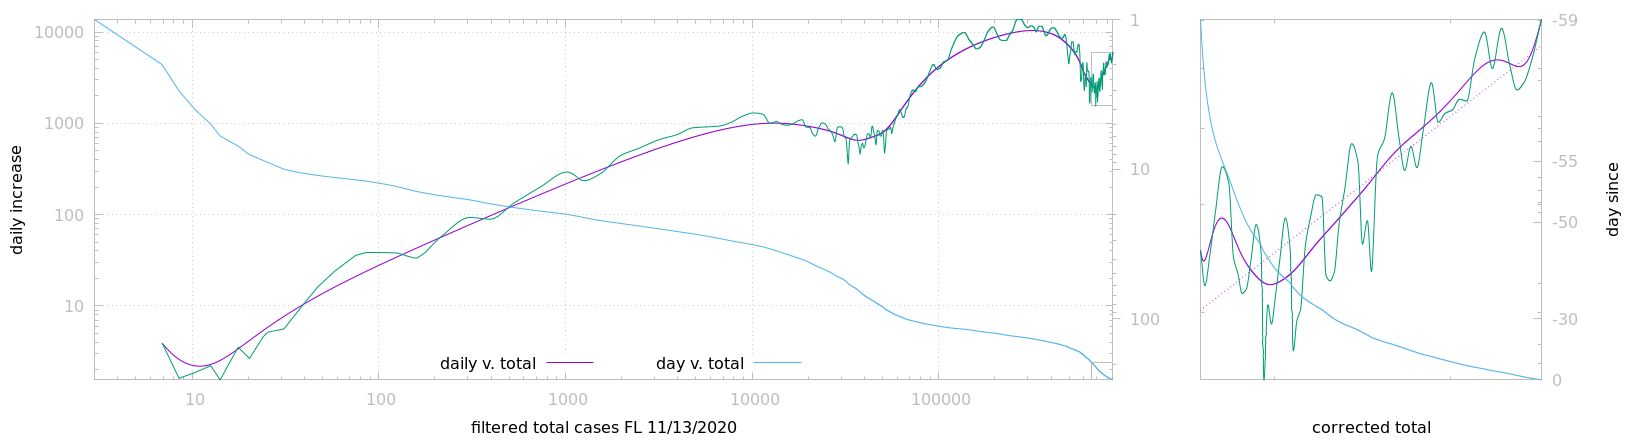 10000
1000
100
10
daily increase
daily v. total
day v. total
10
100
1000
10000
100000
filtered total cases FL 11/13/2020
1
10
100
-59
-55
-50
-30
0
day since
corrected total